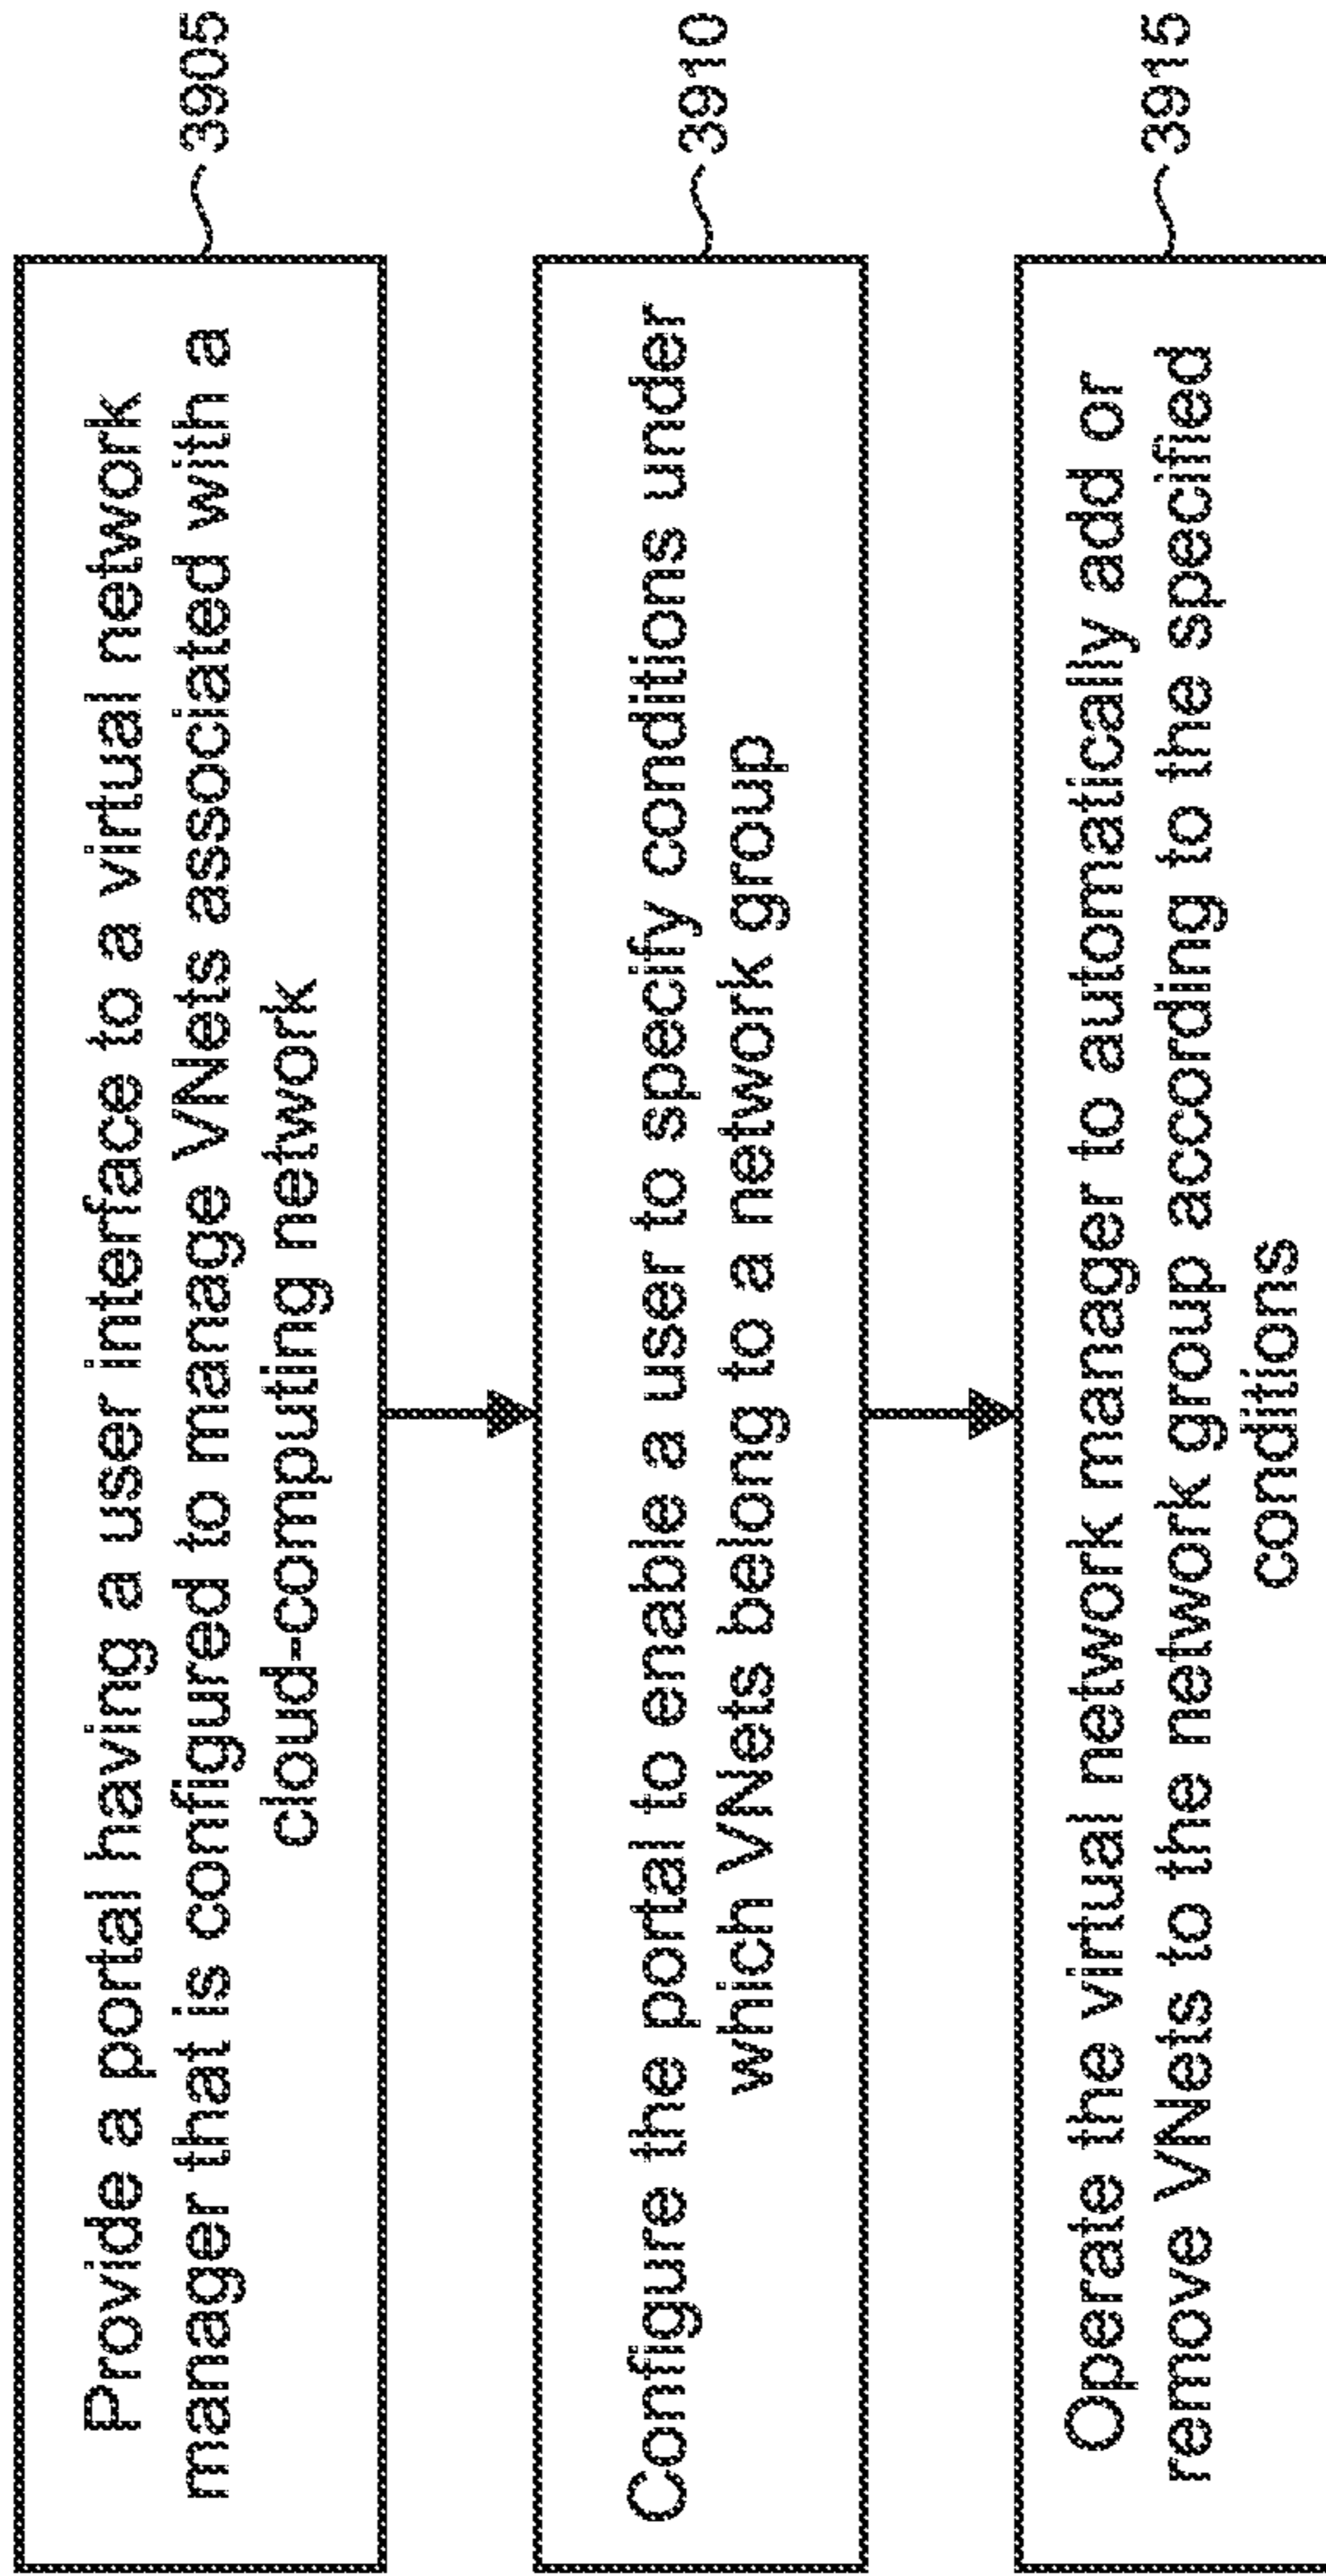 Provide a portal having a user interface to a virtual network
manager that is configured to manage VNets associated with a
cloud-computing network
3905
Configure the portal to enable a user to specify conditions under
which VNets belong to a network group
3910
Operate the virtual network manager to automatically add or
remove VNets to the network group according to the specified
conditions
3915